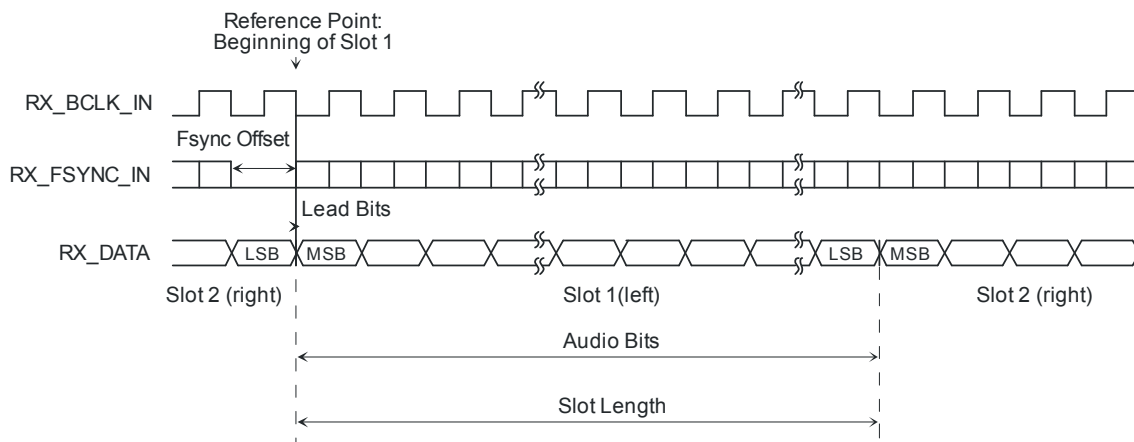 Reference Point:
Beginning of Slot 1
RX_BCLK_IN
Fsync Offset
RX_FSYNC_IN
Lead Bits
RX_DATA
LSB
MSB
LSB
MSB
Slot 2 (right)
Slot 1(left)
Slot 2 (right)
Audio Bits
Slot Length